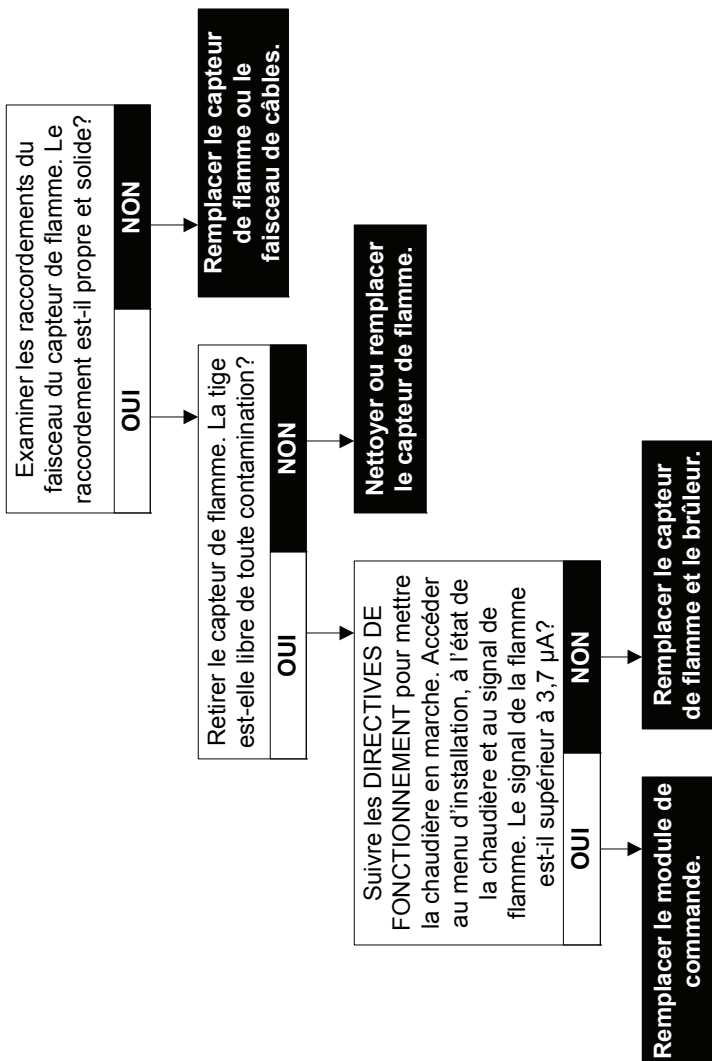 Examiner les raccordements du
faisceau du capteur de flamme. Le
raccordement est-il propre et solide?
OUI
NON
Remplacer le capteur
de flamme ou le
faisceau de câbles.
Retirer le capteur de flamme. La tige
est-elle libre de toute contamination?
OUI
NON
Nettoyer ou remplacer
le capteur de flamme.
Suivre les DIRECTIVES DE
FONCTIONNEMENT pour mettre
la chaudière en marche. Accéder
au menu d'installation, à l'état de
la chaudière et au signal de
flamme. Le signal de la flamme
est-il supérieur à 3,7 µA?
OUI
NON
Remplacer le module de
commande.
Remplacer le capteur
de flamme et le brûleur.